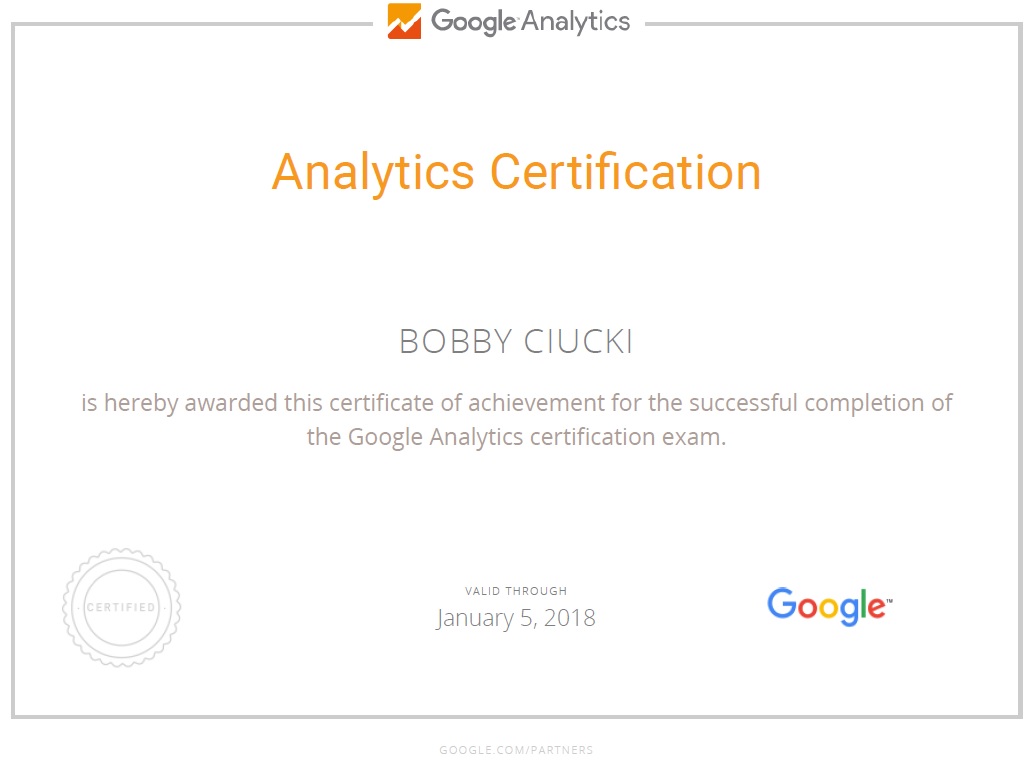 Google Analytics
Analytics Certification
BOBBY CIUCKI
is hereby awarded this certificate of achievement for the successful completion of
the Google Analytics certification exam.
· CERTIFIED ·
VALID THROUGH
January 5, 2018
Google™
GOOGLE.COM/PARTNERS